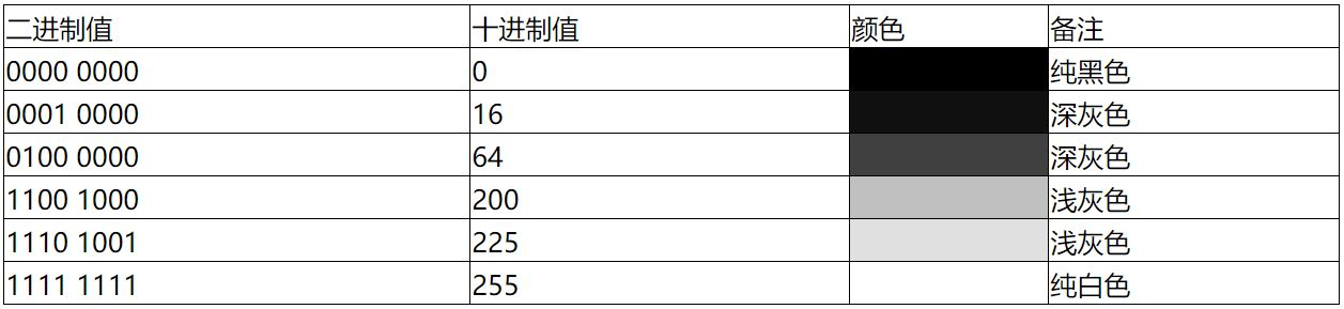 二进制值 十进制值 颜色 备注
0000 0000 0 纯黑色
0001 0000 16 深灰色
0100 0000 64 深灰色
1100 1000 200 浅灰色
1110 1001 225 浅灰色
1111 1111 255 纯白色